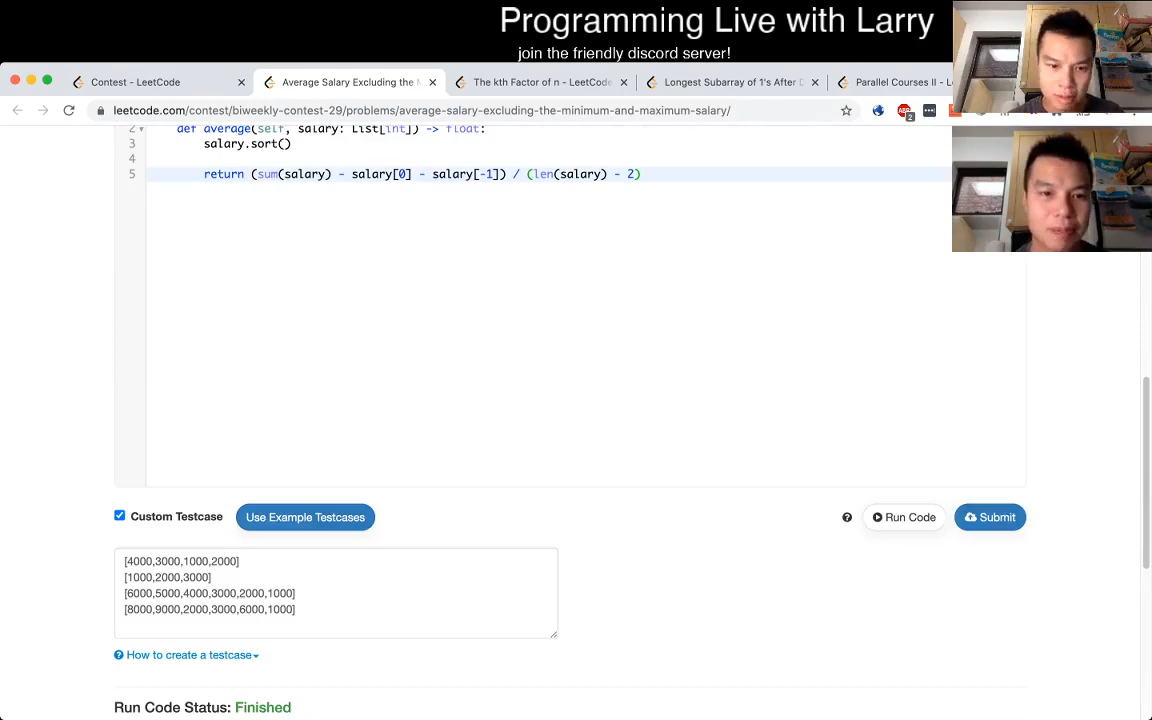 Programming Live with Larry
join the friendly discord server!
Contest - LeetCode
Average Salary Excluding the
The kth Factor of n - LeetCode
Longest Subarray of 1's After
Parallel Courses II - L
leetcode.com/contest/biweekly-contest-29/problems/average-salary-excluding-the-minimum-and-maximum-salary/
2
2 def average(self, salary: List[int]) -> float:
3 salary.sort()
4
5 return (sum(salary) - salary[0] - salary[-1]) / (len(salary) - 2)
Custom Testcase
Use Example Testcases
Run Code
Submit
[4000,3000,1000,2000]
[1000,2000,3000]
[6000,5000,4000,3000,2000,1000]
[8000,9000,2000,3000,6000,1000]
How to create a testcase
Run Code Status: Finished